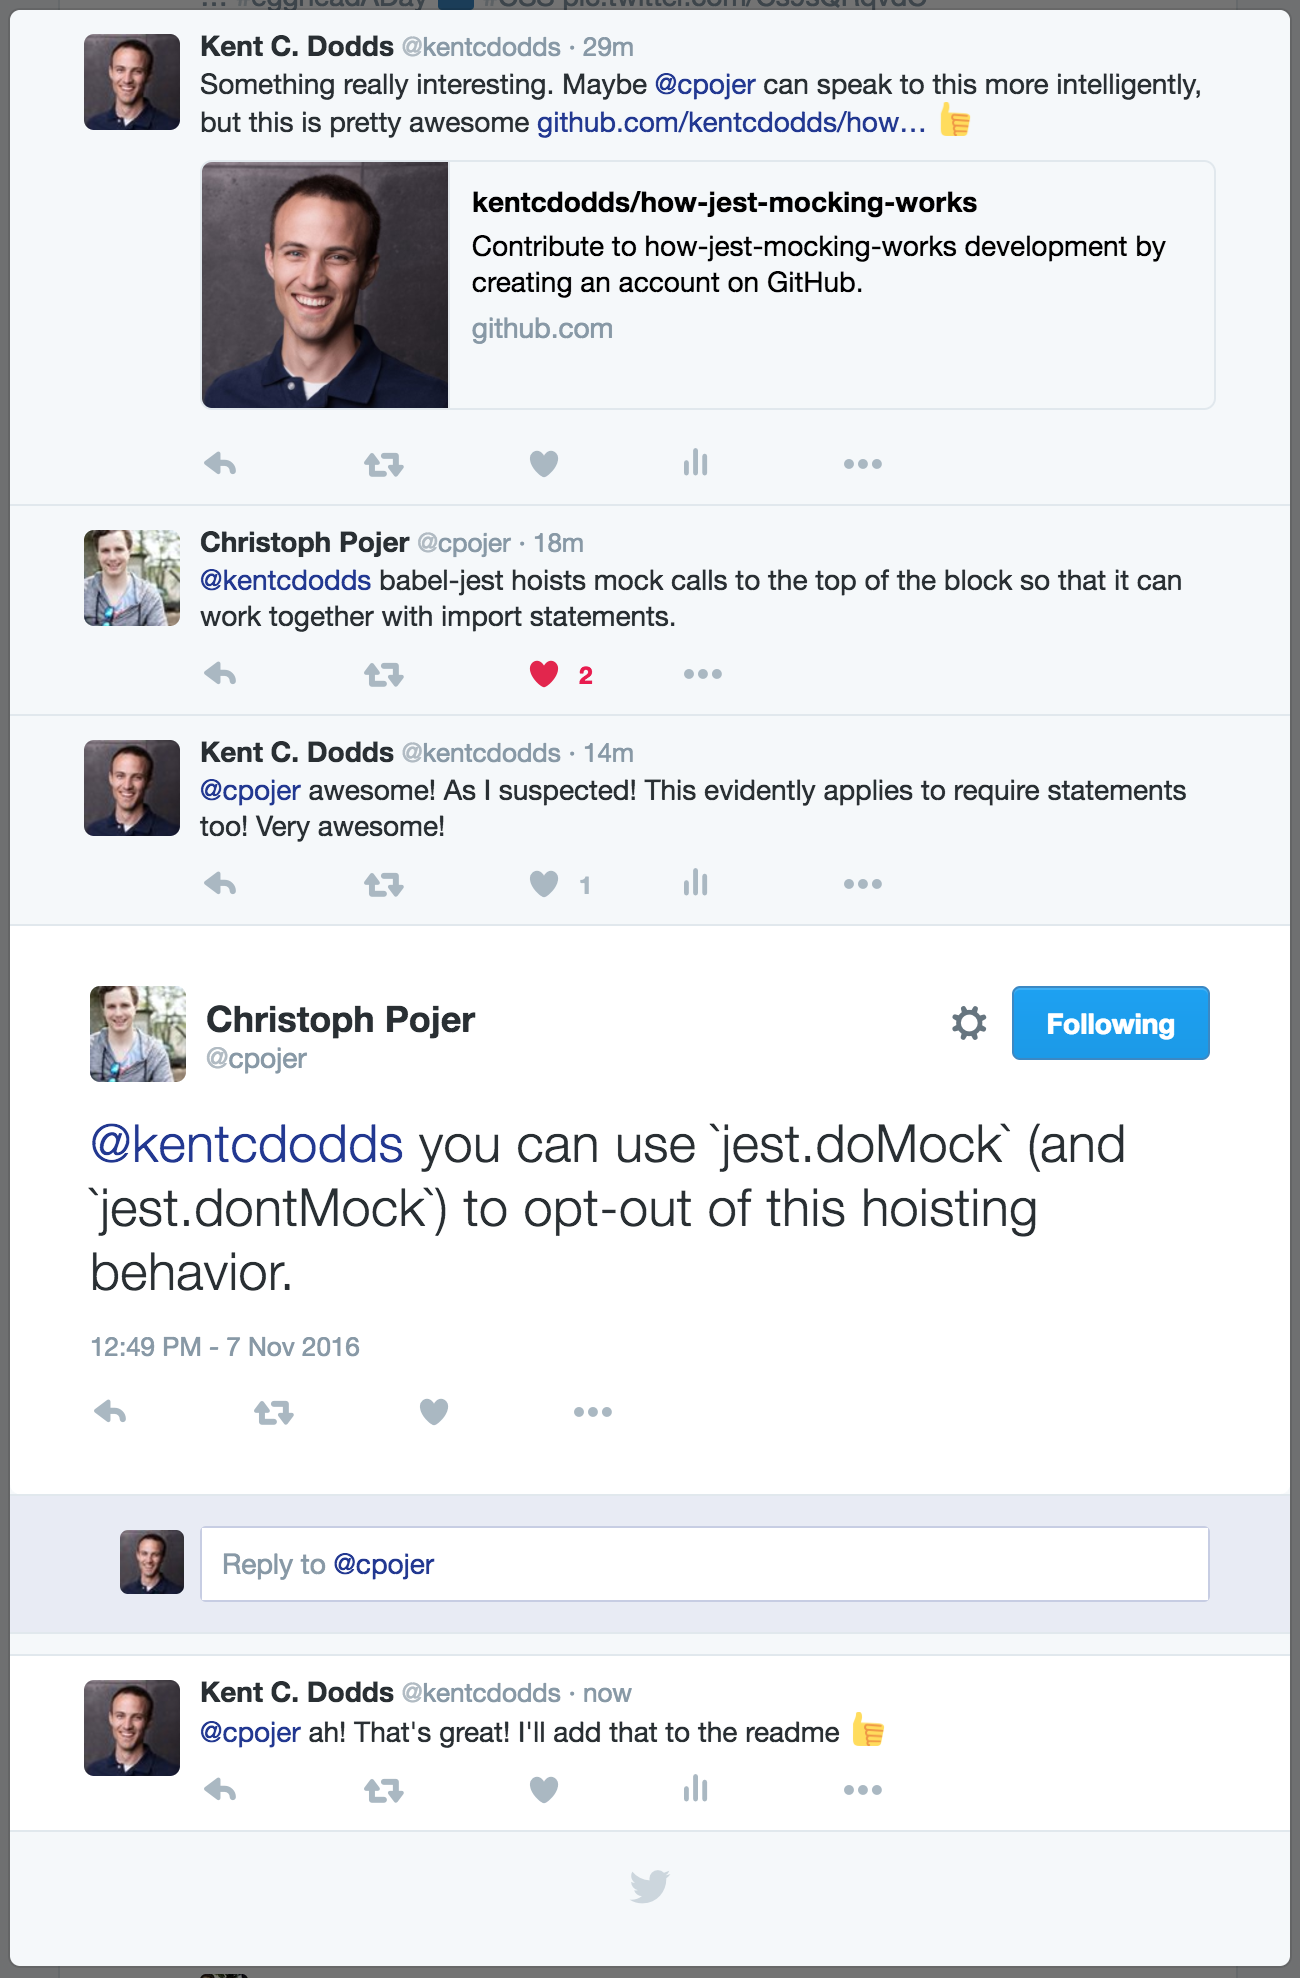 Kent C. Dodds @kentcdodds · 29m
Something really interesting. Maybe @cpojer can speak to this more intelligently,
but this is pretty awesome github.com/kentcdodds/how… 👍
kentcdodds/how-jest-mocking-works
Contribute to how-jest-mocking-works development by
creating an account on GitHub.
github.com
Christoph Pojer @cpojer · 18m
@kentcdodds babel-jest hoists mock calls to the top of the block so that it can
work together with import statements.
2
Kent C. Dodds @kentcdodds · 14m
@cpojer awesome! As I suspected! This evidently applies to require statements
too! Very awesome!
1
Christoph Pojer
@cpojer
Following
@kentcdodds you can use `jest.doMock` (and
`jest.dontMock`) to opt-out of this hoisting
behavior.
12:49 PM - 7 Nov 2016
Reply to @cpojer
Kent C. Dodds @kentcdodds · now
@cpojer ah! That's great! I'll add that to the readme 👍